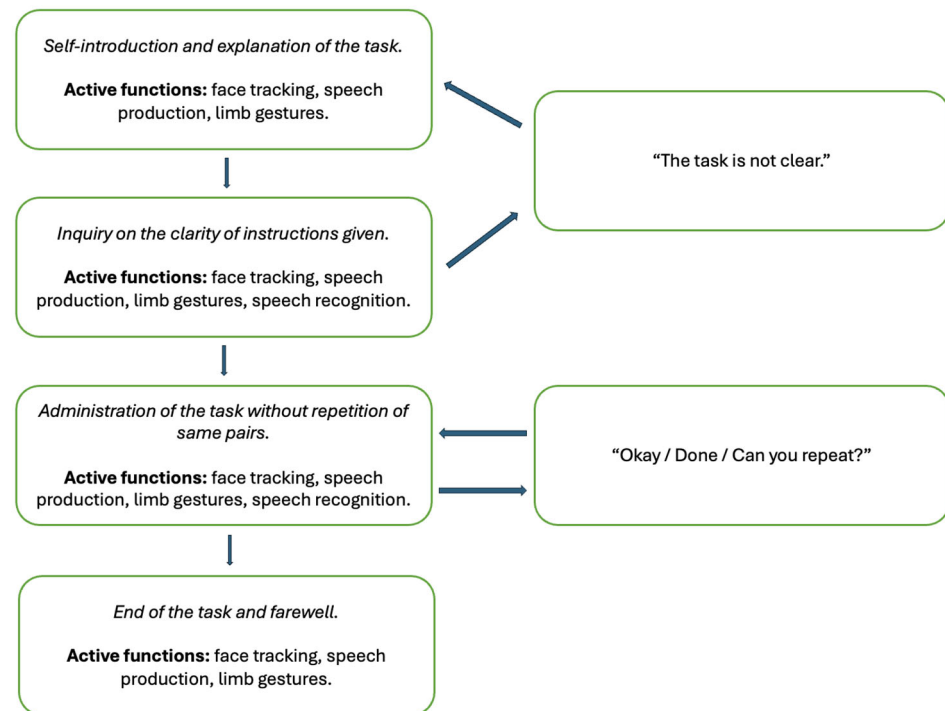 Self-introduction and explanation of the task.
Active functions: face tracking, speech
production, limb gestures.
“The task is not clear.”
Inquiry on the clarity of instructions given.
Active functions: face tracking, speech
production, limb gestures, speech recognition.
Administration of the task without repetition of
same pairs.
Active functions: face tracking, speech
production, limb gestures, speech recognition.
“Okay / Done / Can you repeat?”
End of the task and farewell.
Active functions: face tracking, speech
production, limb gestures.